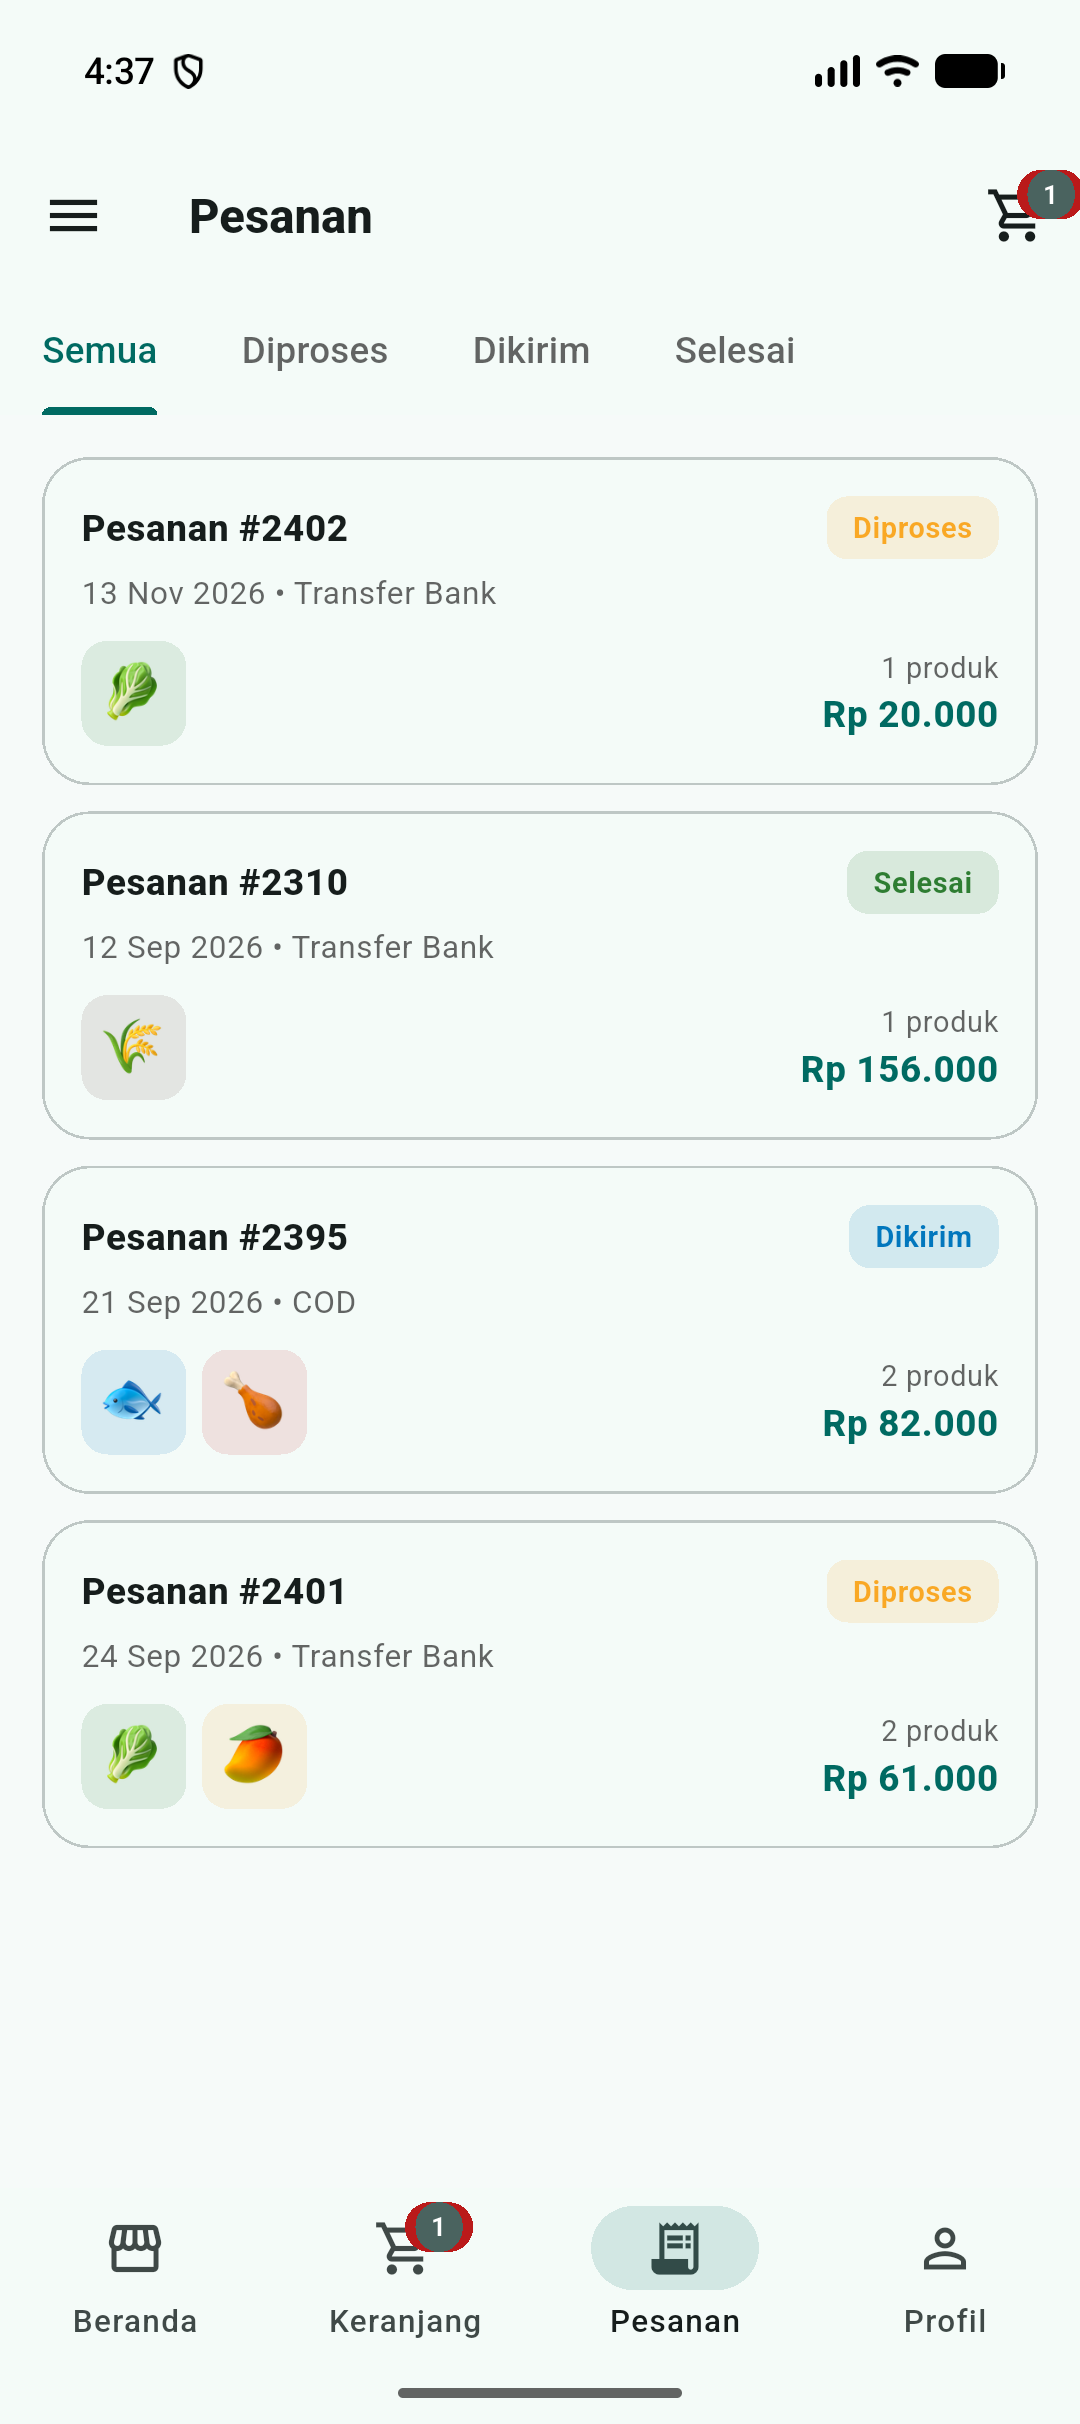 4:37
Pesanan
1
Semua Diproses Dikirim Selesai
Pesanan #2402
Diproses
13 Nov 2026 • Transfer Bank
1 produk
Rp 20.000
Pesanan #2310
Selesai
12 Sep 2026 • Transfer Bank
1 produk
Rp 156.000
Pesanan #2395
Dikirim
21 Sep 2026 • COD
2 produk
Rp 82.000
Pesanan #2401
Diproses
24 Sep 2026 • Transfer Bank
2 produk
Rp 61.000
1
Beranda Keranjang Pesanan Profil